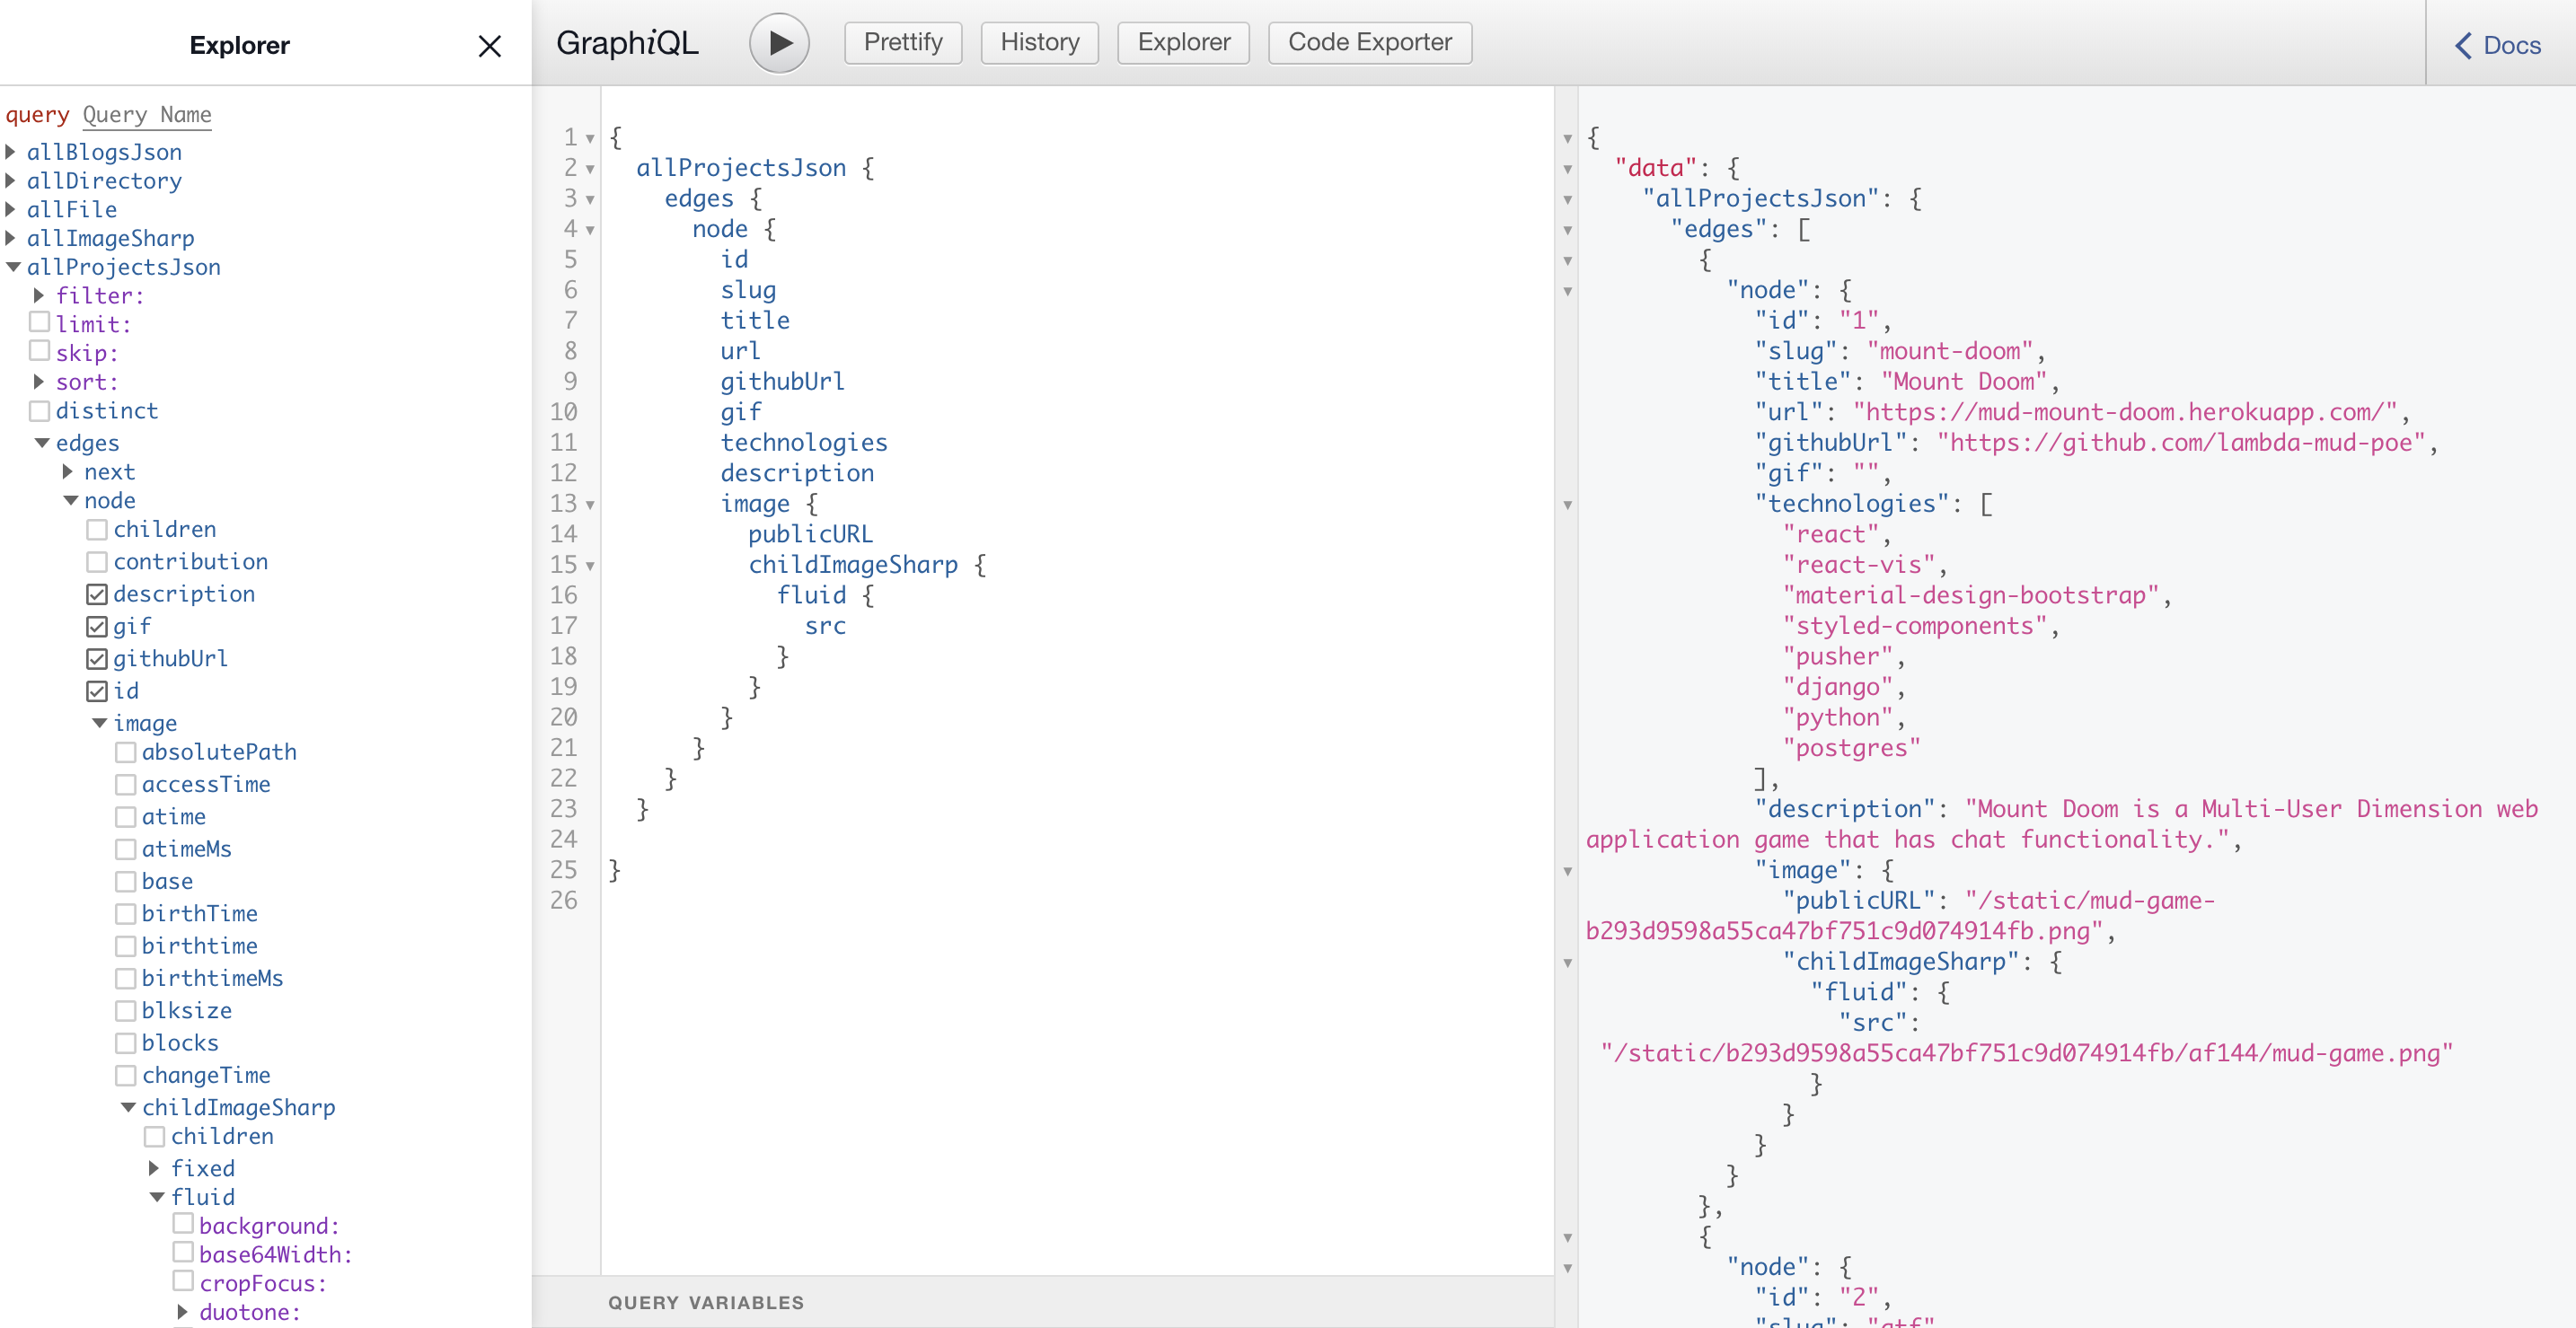 Explorer
query Query Name
allBlogsJson
allDirectory
allFile
allImageSharp
allProjectsJson
filter:
limit:
skip:
sort:
distinct
edges
next
node
children
contribution
description
gif
githubUrl
id
image
absolutePath
accessTime
atime
atimeMs
base
birthTime
birthtime
birthtimeMs
blksize
blocks
changeTime
childImageSharp
children
fixed
fluid
background:
base64Width:
cropFocus:
duotone:
GraphiQL
Prettify
History
Explorer
Code Exporter
Docs
1 {
2 allProjectsJson {
3 edges {
4 node {
5 id
6 slug
7 title
8 url
9 githubUrl
10 gif
11 technologies
12 description
13 image {
14 publicURL
15 childImageSharp {
16 fluid {
17 src
18 }
19 }
20 }
21 }
22 }
23 }
24
25 }
26
QUERY VARIABLES
{
"data": {
"allProjectsJson": {
"edges": [
{
"node": {
"id": "1",
"slug": "mount-doom",
"title": "Mount Doom",
"url": "https://mud-mount-doom.herokuapp.com/",
"githubUrl": "https://github.com/lambda-mud-poe",
"gif": "",
"technologies": [
"react",
"react-vis",
"material-design-bootstrap",
"styled-components",
"pusher",
"django",
"python",
"postgres"
],
"description": "Mount Doom is a Multi-User Dimension web
application game that has chat functionality.",
"image": {
"publicURL": "/static/mud-game-
b293d9598a55ca47bf751c9d074914fb.png",
"childImageSharp": {
"fluid": {
"src":
"/static/b293d9598a55ca47bf751c9d074914fb/af144/mud-game.png"
}
}
}
}
},
{
"node": {
"id": "2",
"slug": "gtf"